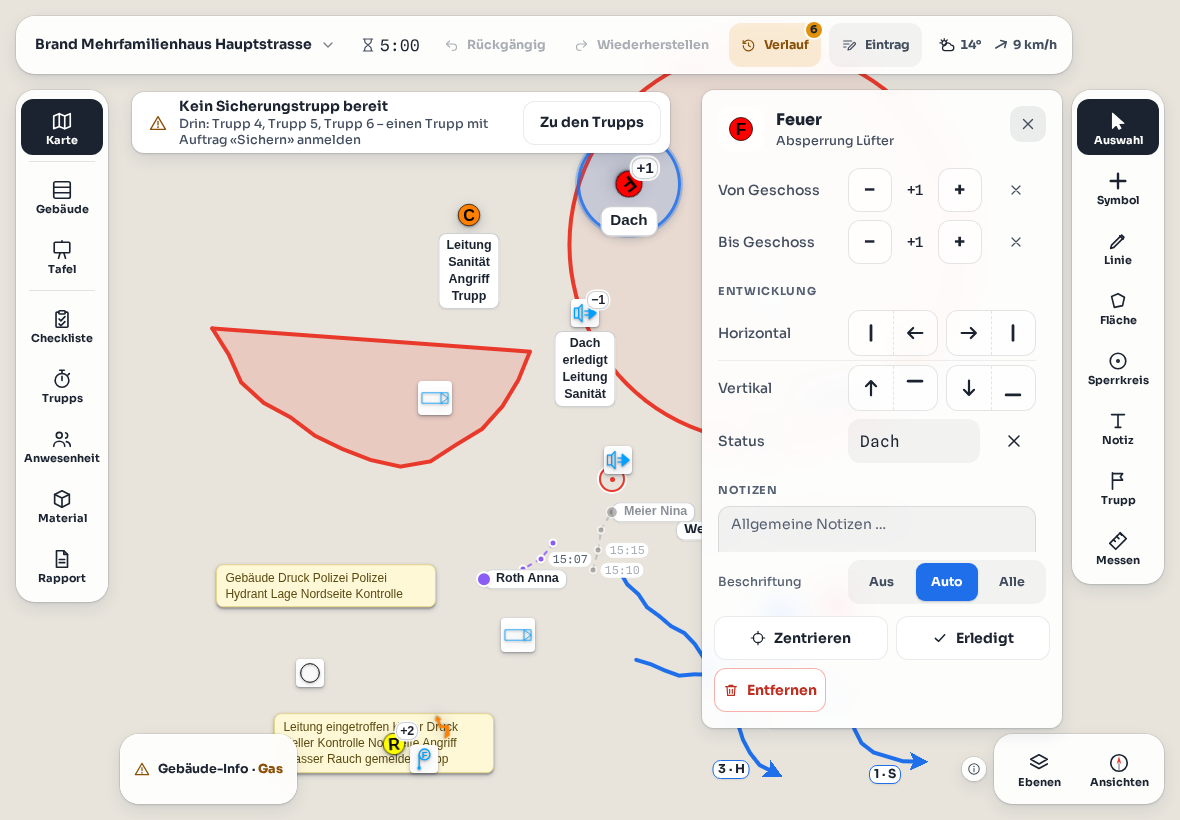 Brand Mehrfamilienhaus Hauptstrasse
5:00
Rückgängig
Wiederherstellen
Verlauf
6
Eintrag
14°
9 km/h
Karte
Gebäude
Tafel
Checkliste
Trupps
Anwesenheit
Material
Rapport
Kein Sicherungstrupp bereit
Drin: Trupp 4, Trupp 5, Trupp 6 – einen Trupp mit
Auftrag «Sichern» anmelden
Zu den Trupps
+1
Dach
C
Leitung
Sanität
Angriff
Trupp
−1
Dach
erledigt
Leitung
Sanität
Meier Nina
We
15:15
15:07
15:10
Roth Anna
Gebäude Druck Polizei Polizei
Hydrant Lage Nordseite Kontrolle
Leitung eingetroffen Druck
Kontrolle Angriff
Rauch
+2
R
F
Gebäude-Info · Gas
3 · H
1 · S
F
Feuer
Absperrung Lüfter
Von Geschoss
− +1 +
Bis Geschoss
− +1 +
ENTWICKLUNG
Horizontal
Vertikal
Status
Dach
NOTIZEN
Allgemeine Notizen ...
Beschriftung
Aus
Auto
Alle
Zentrieren
Erledigt
Entfernen
Auswahl
Symbol
Linie
Fläche
Sperrkreis
Notiz
Trupp
Messen
Ebenen
Ansichten